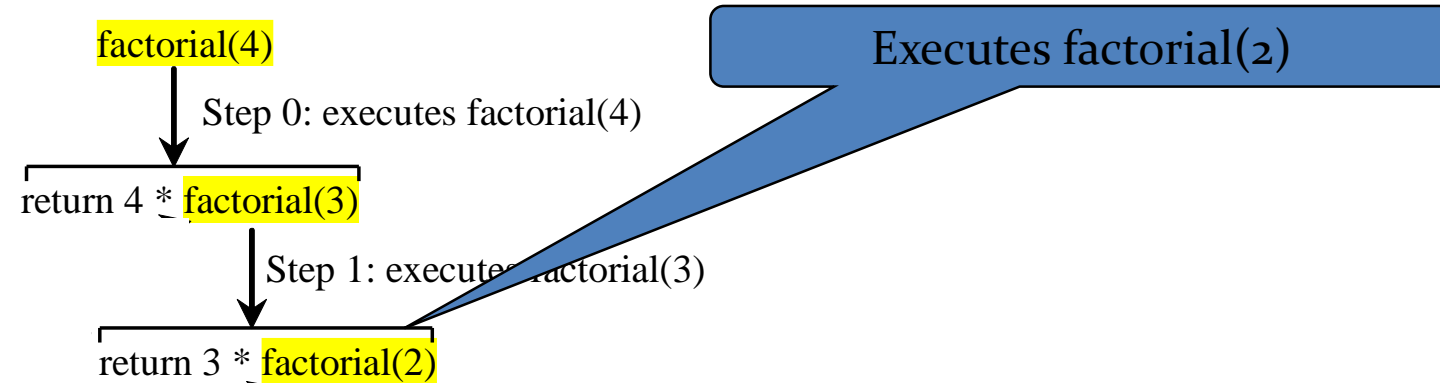 factorial(4)
Executes factorial(2)
Step 0: executes factorial(4)
return 4 * factorial(3)
Step 1: executes factorial(3)
return 3 * factorial(2)